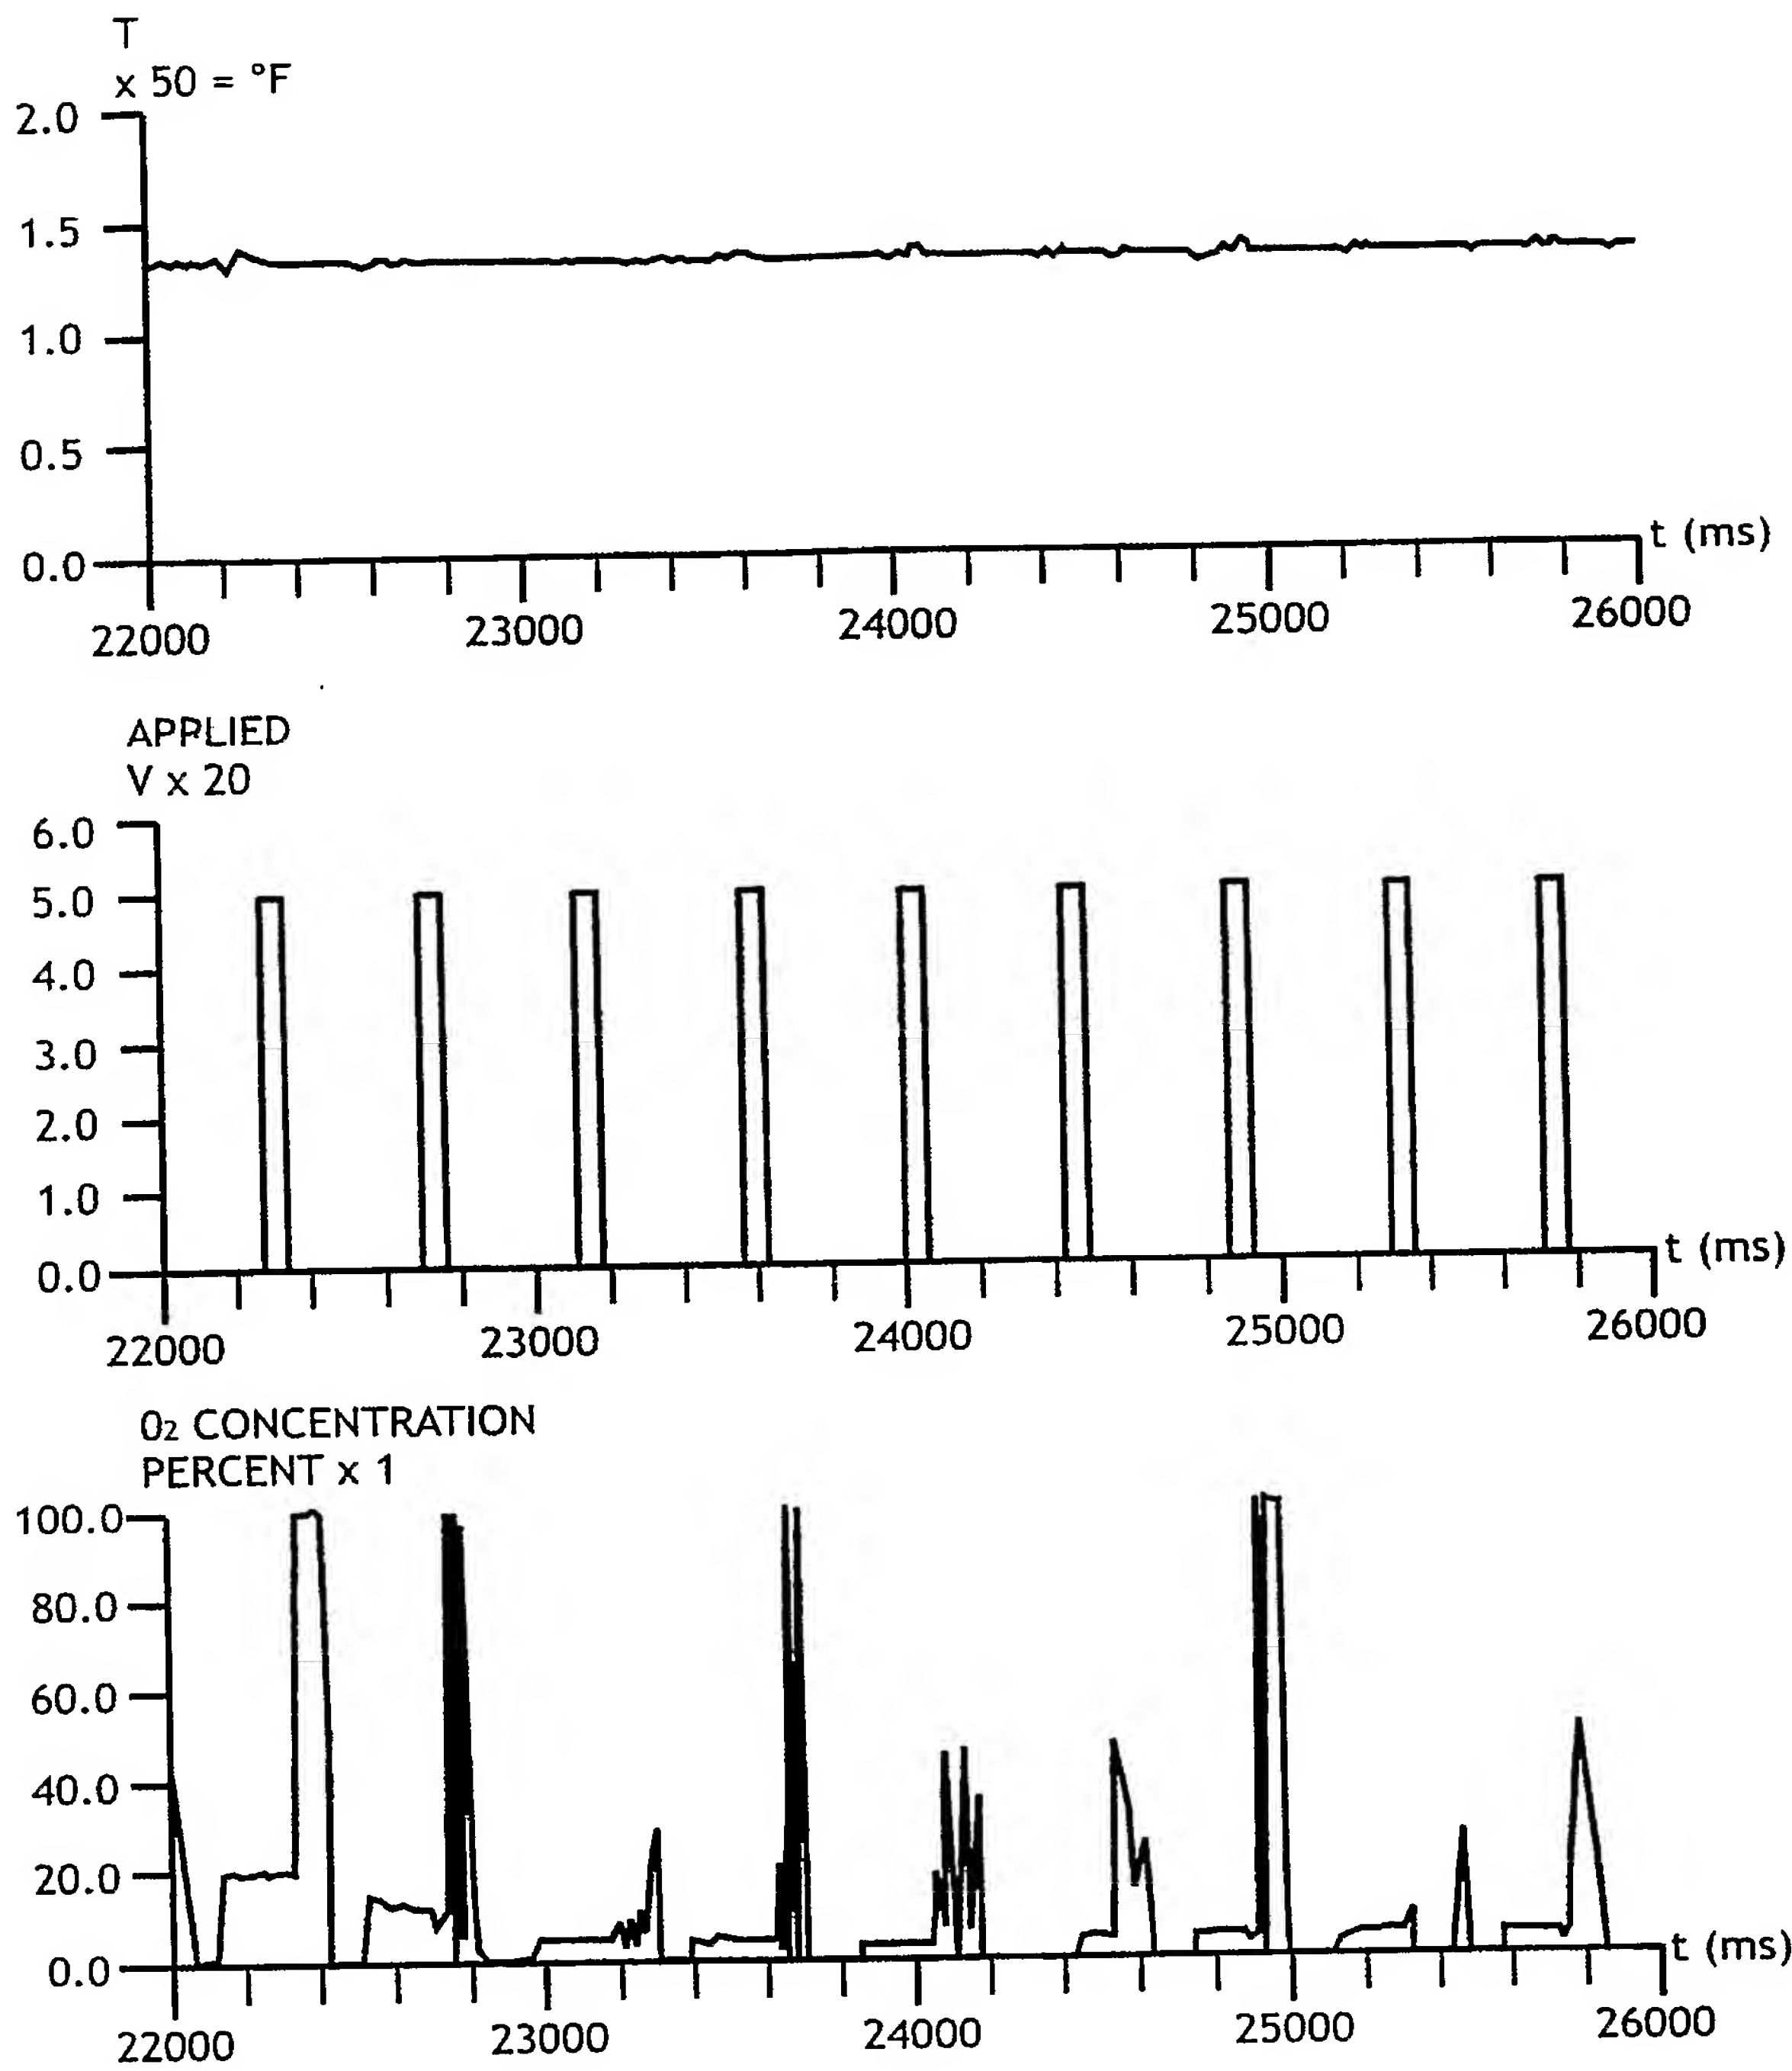 T
x 50 = °F
2.0
1.5
1.0
0.5
0.0
t (ms)
22000 23000 24000 25000 26000
APPLIED
V x 20
6.0
5.0
4.0
3.0
2.0
1.0
0.0
t (ms)
22000 23000 24000 25000 26000
O₂ CONCENTRATION
PERCENT x 1
100.0
80.0
60.0
40.0
20.0
0.0
t (ms)
22000 23000 24000 25000 26000